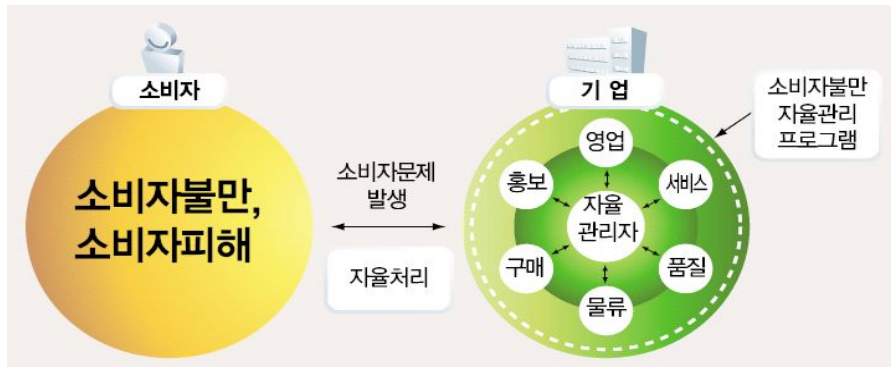 소비자
소비자불만,
소비자피해
소비자문제
발생
자율처리
기 업
영업
홍보
서비스
자율
관리자
구매
품질
물류
소비자불만
자율관리
프로그램